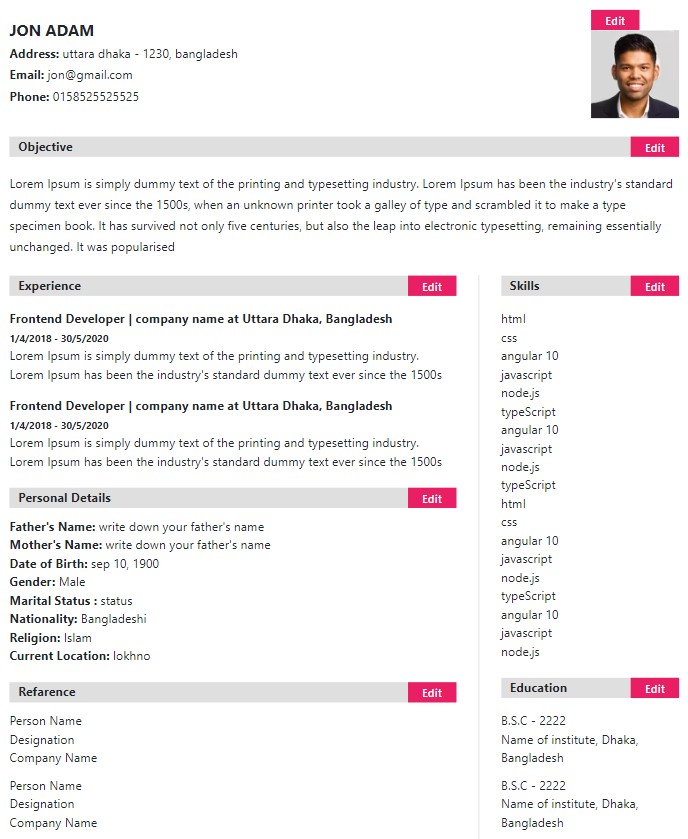 JON ADAM
Address: uttara dhaka - 1230, bangladesh
Email: jon@gmail.com
Phone: 0158525525525
Edit
Objective
Edit
Lorem Ipsum is simply dummy text of the printing and typesetting industry. Lorem Ipsum has been the industry's standard
dummy text ever since the 1500s, when an unknown printer took a galley of type and scrambled it to make a type
specimen book. It has survived not only five centuries, but also the leap into electronic typesetting, remaining essentially
unchanged. It was popularised
Experience
Edit
Frontend Developer | company name at Uttara Dhaka, Bangladesh
1/4/2018 - 30/5/2020
Lorem Ipsum is simply dummy text of the printing and typesetting industry.
Lorem Ipsum has been the industry's standard dummy text ever since the 1500s
Frontend Developer | company name at Uttara Dhaka, Bangladesh
1/4/2018 - 30/5/2020
Lorem Ipsum is simply dummy text of the printing and typesetting industry.
Lorem Ipsum has been the industry's standard dummy text ever since the 1500s
Personal Details
Edit
Father's Name: write down your father's name
Mother's Name: write down your father's name
Date of Birth: sep 10, 1900
Gender: Male
Marital Status : status
Nationality: Bangladeshi
Religion: Islam
Current Location: lokhno
Refarence
Edit
Person Name
Designation
Company Name
Person Name
Designation
Company Name
Skills
Edit
html
css
angular 10
javascript
node.js
typeScript
angular 10
javascript
node.js
typeScript
html
css
angular 10
javascript
node.js
typeScript
angular 10
javascript
node.js
Education
Edit
B.S.C - 2222
Name of institute, Dhaka,
Bangladesh
B.S.C - 2222
Name of institute, Dhaka,
Bangladesh